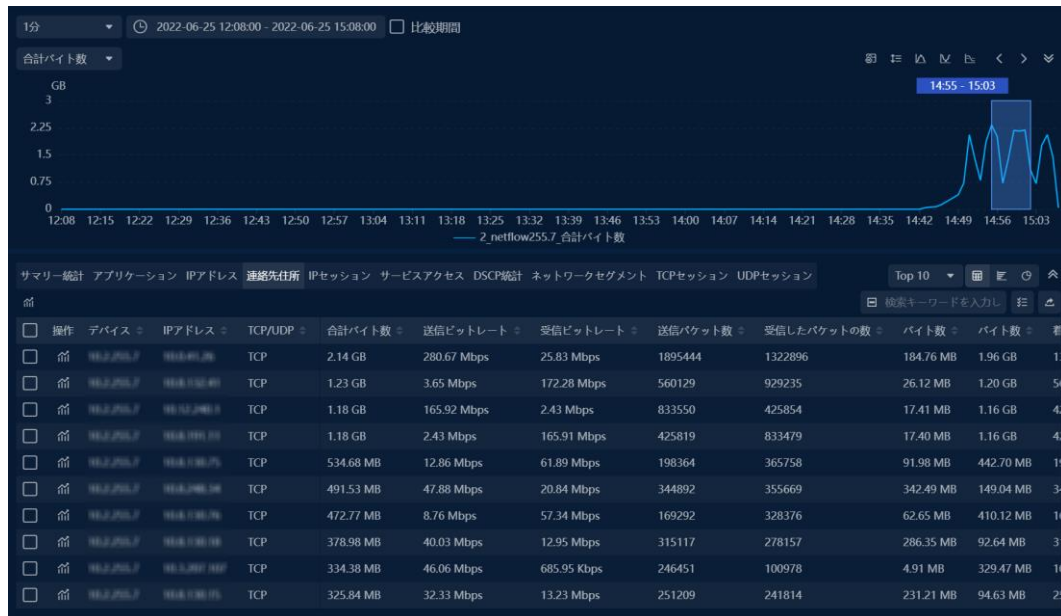 1分 2022-06-25 12:08:00 - 2022-06-25 15:08:00 比較期間
合計バイト数
GB
14:55 - 15:03
3
2.25
1.5
0.75
0
12:08 12:15 12:22 12:29 12:36 12:43 12:50 12:57 13:04 13:11 13:18 13:25 13:32 13:39 13:46 13:53 14:00 14:07 14:14 14:21 14:28 14:35 14:42 14:49 14:56 15:03
2_netflow255.7_合計バイト数
サマリー統計 アプリケーション IPアドレス 連絡先住所 IPセッション サービスアクセス DSCP統計 ネットワークセグメント TCPセッション UDPセッション Top 10
検索キーワードを入力し
操作 デバイス IPアドレス TCP/UDP 合計バイト数 送信ビットレート 受信ビットレート 送信パケット数 受信したパケットの数 バイト数 バイト数
TCP 2.14 GB 280.67 Mbps 25.83 Mbps 1895444 1322896 184.76 MB 1.96 GB
TCP 1.23 GB 3.65 Mbps 172.28 Mbps 560129 929235 26.12 MB 1.20 GB
TCP 1.18 GB 165.92 Mbps 2.43 Mbps 833550 425854 17.41 MB 1.16 GB
TCP 1.18 GB 2.43 Mbps 165.91 Mbps 425819 833479 17.40 MB 1.16 GB
TCP 534.68 MB 12.86 Mbps 61.89 Mbps 198364 365758 91.98 MB 442.70 MB
TCP 491.53 MB 47.88 Mbps 20.84 Mbps 344892 355669 342.49 MB 149.04 MB
TCP 472.77 MB 8.76 Mbps 57.34 Mbps 169292 328376 62.65 MB 410.12 MB
TCP 378.98 MB 40.03 Mbps 12.95 Mbps 315117 278157 286.35 MB 92.64 MB
TCP 334.38 MB 46.06 Mbps 685.95 Kbps 246451 100978 4.91 MB 329.47 MB
TCP 325.84 MB 32.33 Mbps 13.23 Mbps 251209 241814 231.21 MB 94.63 MB